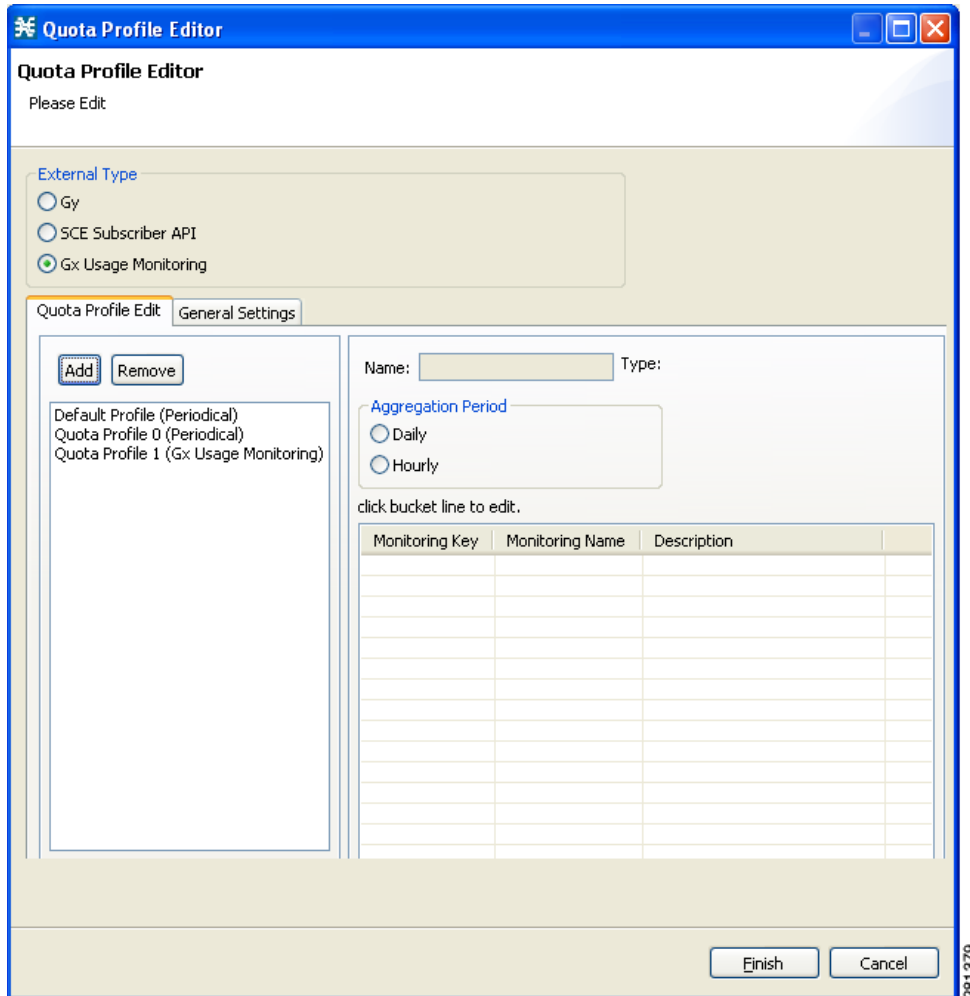 Quota Profile Editor
Quota Profile Editor
Please Edit
External Type
Gy
SCE Subscriber API
Gx Usage Monitoring
Quota Profile Edit
General Settings
Add
Remove
Default Profile (Periodical)
Quota Profile 0 (Periodical)
Quota Profile 1 (Gx Usage Monitoring)
Name:
Type:
Aggregation Period
Daily
Hourly
click bucket line to edit.
Monitoring Key
Monitoring Name
Description
Finish
Cancel